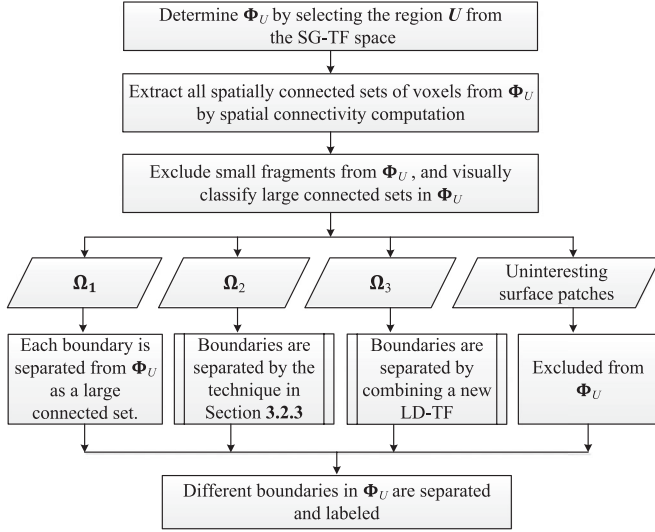 Determine Φ_U by selecting the region U from
the SG-TF space
Extract all spatially connected sets of voxels from Φ_U
by spatial connectivity computation
Exclude small fragments from Φ_U , and visually
classify large connected sets in Φ_U
Ω₁
Ω₂
Ω₃
Uninteresting
surface patches
Each boundary is
separated from Φ_U
as a large
connected set.
Boundaries are
separated by the
technique in
Section 3.2.3
Boundaries are
separated by
combining a new
LD-TF
Excluded from
Φ_U
Different boundaries in Φ_U are separated
and labeled